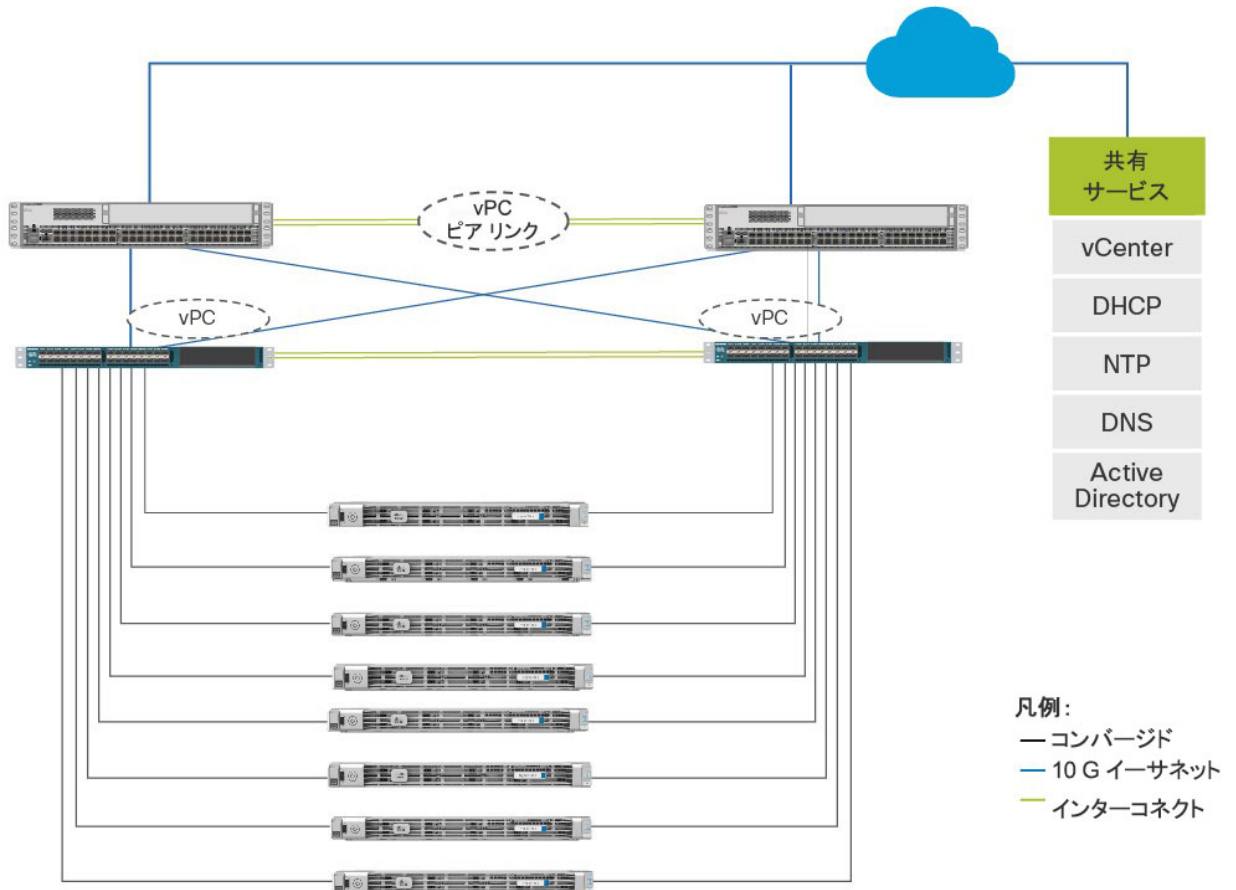 共有
サービス
vPC
ピア リンク
vCenter
vPC
vPC
DHCP
NTP
DNS
Active
Directory
凡例：
コンバージド
10 G イーサネット
インターコネクト